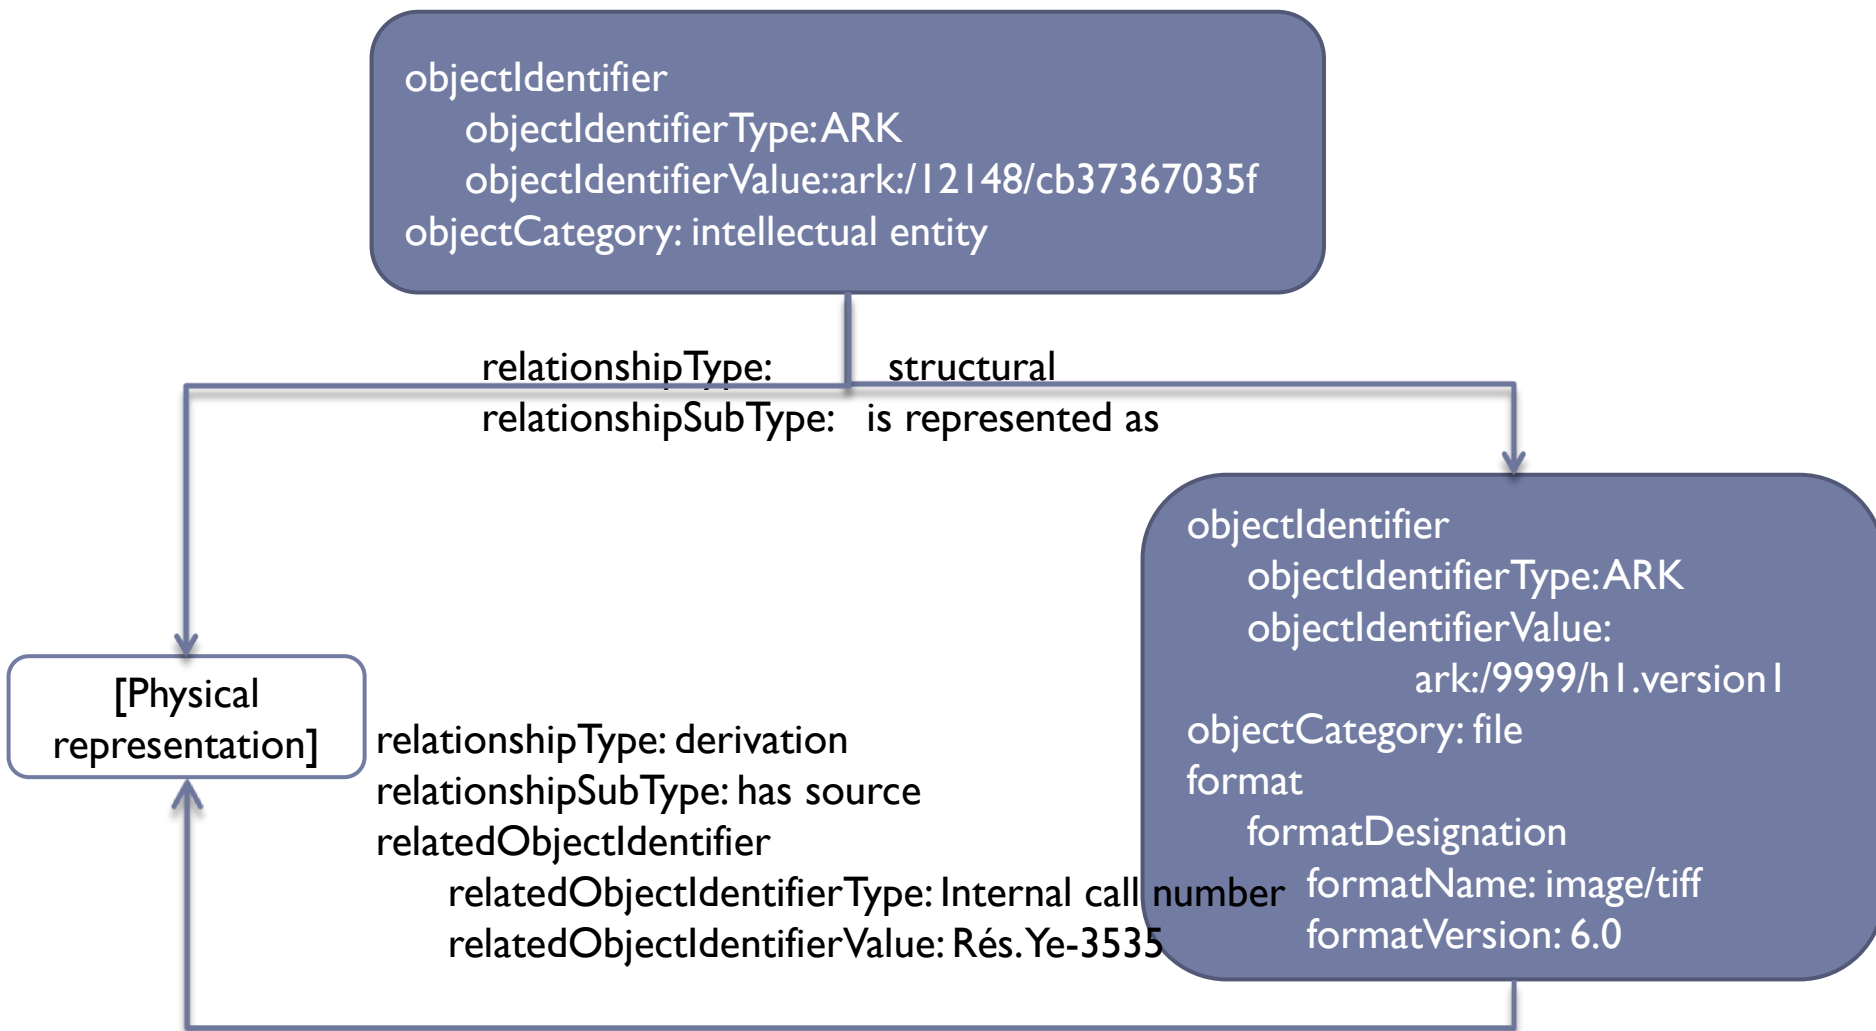 objectIdentifier
objectIdentifierType: ARK
objectIdentifierValue::ark:/12148/cb37367035f
objectCategory: intellectual entity
relationshipType: structural
relationshipSubType: is represented as
[Physical
representation]
relationshipType: derivation
relationshipSubType: has source
relatedObjectIdentifier
relatedObjectIdentifierType: Internal call number
relatedObjectIdentifierValue: Rés. Ye-3535
objectIdentifier
objectIdentifierType: ARK
objectIdentifierValue:
ark:/9999/h1.version1
objectCategory: file
format
formatDesignation
formatName: image/tiff
formatVersion: 6.0